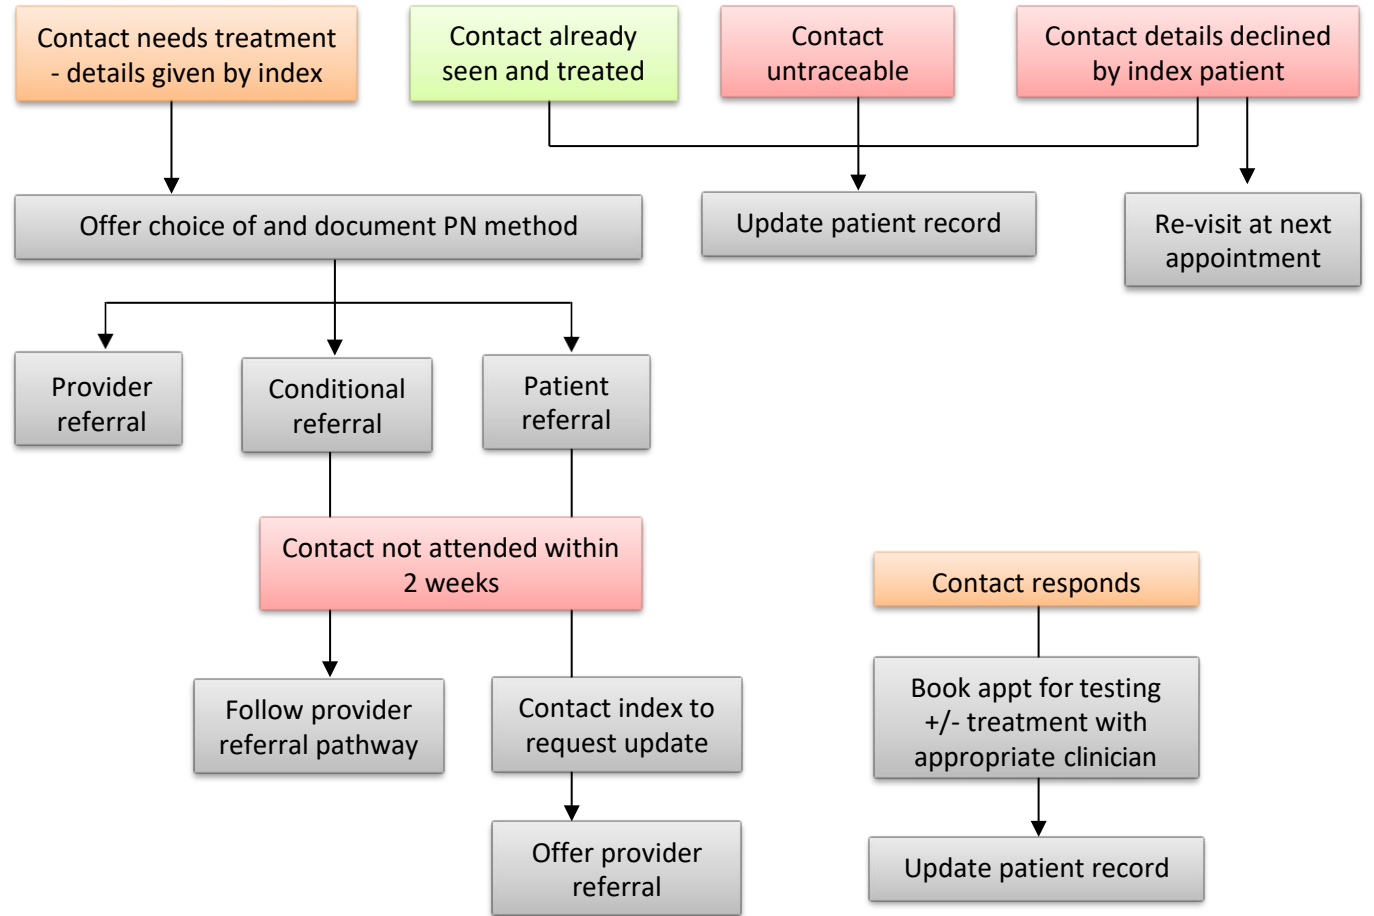 Contact needs treatment
- details given by index
Contact already
seen and treated
Contact
untraceable
Contact details declined
by index patient
Offer choice of and document PN method
Update patient record
Re-visit at next
appointment
Provider
referral
Conditional
referral
Patient
referral
Contact not attended within
2 weeks
Follow provider
referral pathway
Contact index to
request update
Offer provider
referral
Contact responds
Book appt for testing
+/- treatment with
appropriate clinician
Update patient record